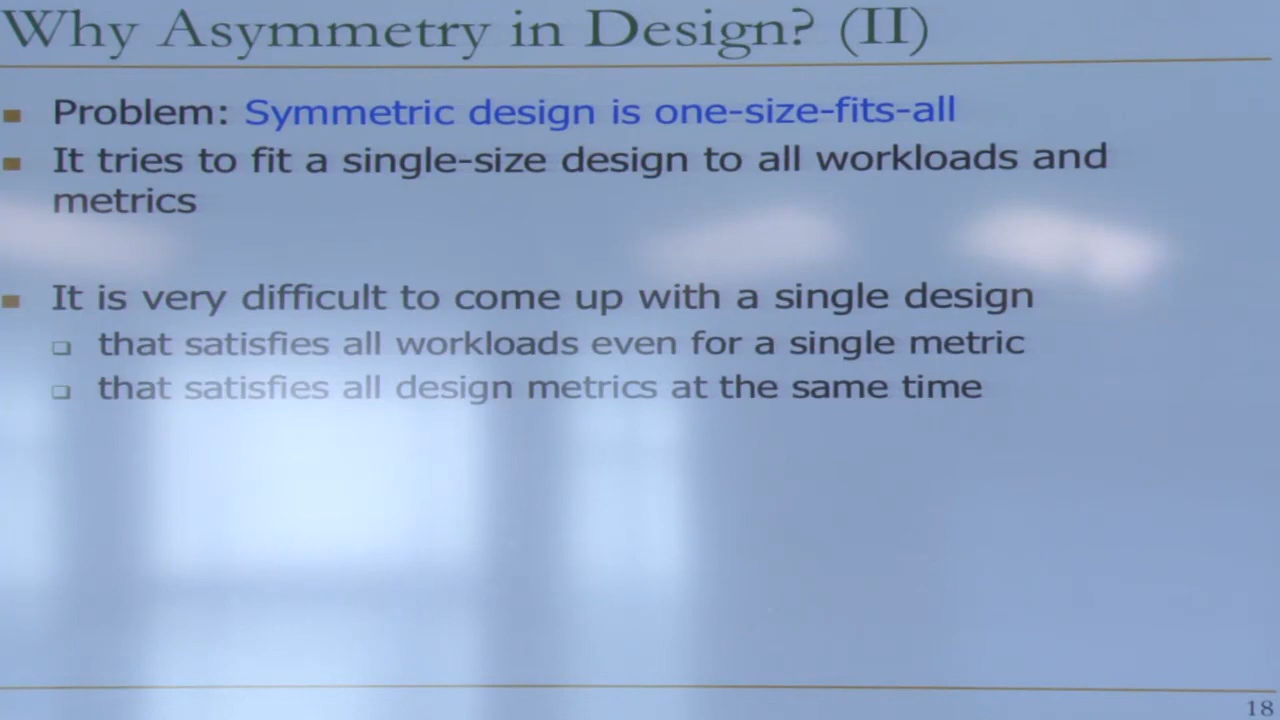 Why Asymmetry in Design? (II)
Problem: Symmetric design is one-size-fits-all
It tries to fit a single-size design to all workloads and
metrics
It is very difficult to come up with a single design
that satisfies all workloads even for a single metric
that satisfies all design metrics at the same time
18